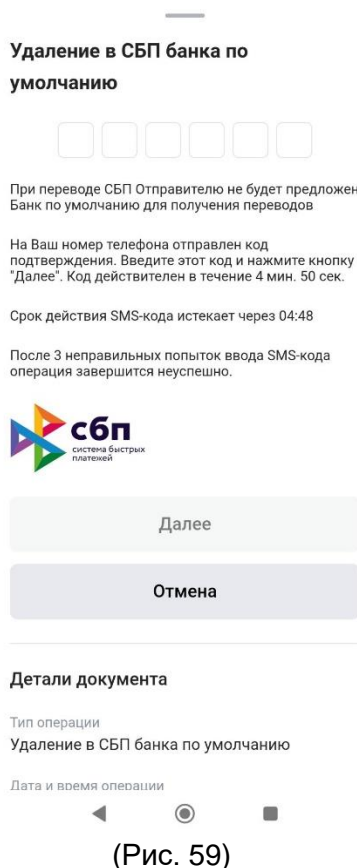 Удаление в СБП банка по
умолчанию
При переводе СБП Отправителю не будет предложен
Банк по умолчанию для получения переводов
На Ваш номер телефона отправлен код
подтверждения. Введите этот код и нажмите кнопку
"Далее". Код действителен в течение 4 мин. 50 сек.
Срок действия SMS-кода истекает через 04:48
После 3 неправильных попыток ввода SMS-кода
операция завершится неуспешно.
сбп
система быстрых
платежей
Далее
Отмена
Детали документа
Тип операции
Удаление в СБП банка по умолчанию
Дата и время операции
(Рис. 59)